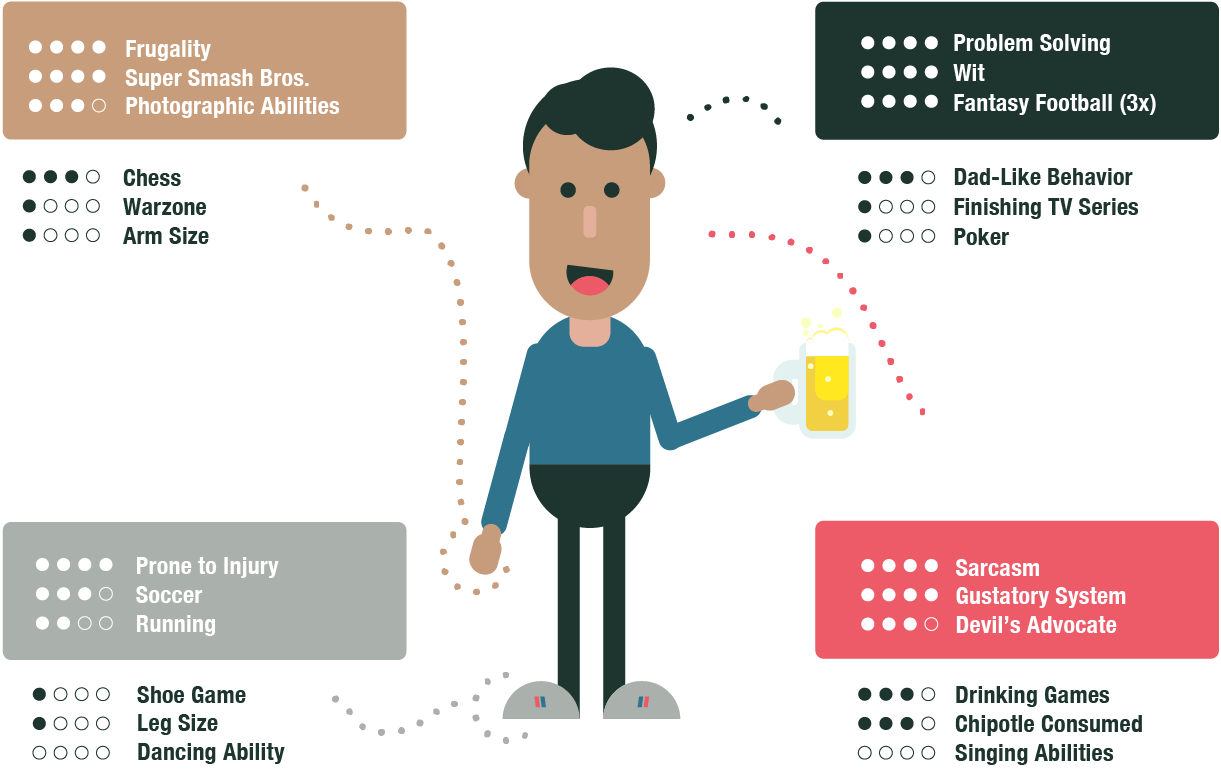 Frugality
Super Smash Bros.
Photographic Abilities
Chess
Warzone
Arm Size
Problem Solving
Wit
Fantasy Football (3x)
Dad-Like Behavior
Finishing TV Series
Poker
Prone to Injury
Soccer
Running
Shoe Game
Leg Size
Dancing Ability
Sarcasm
Gustatory System
Devil’s Advocate
Drinking Games
Chipotle Consumed
Singing Abilities